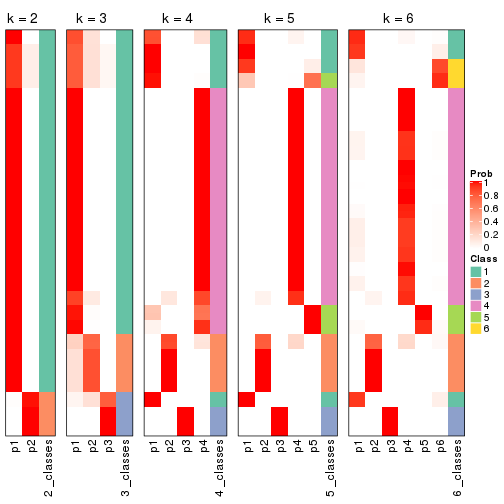 k = 2
k = 3
k = 4
k = 5
k = 6
Prob
1
0.8
0.6
0.4
0.2
0
Class
1
2
3
4
5
6
p1
p2
2_classes
p1
p2
p3
3_classes
p1
p2
p3
p4
4_classes
p1
p2
p3
p4
p5
5_classes
p1
p2
p3
p4
p5
p6
6_classes